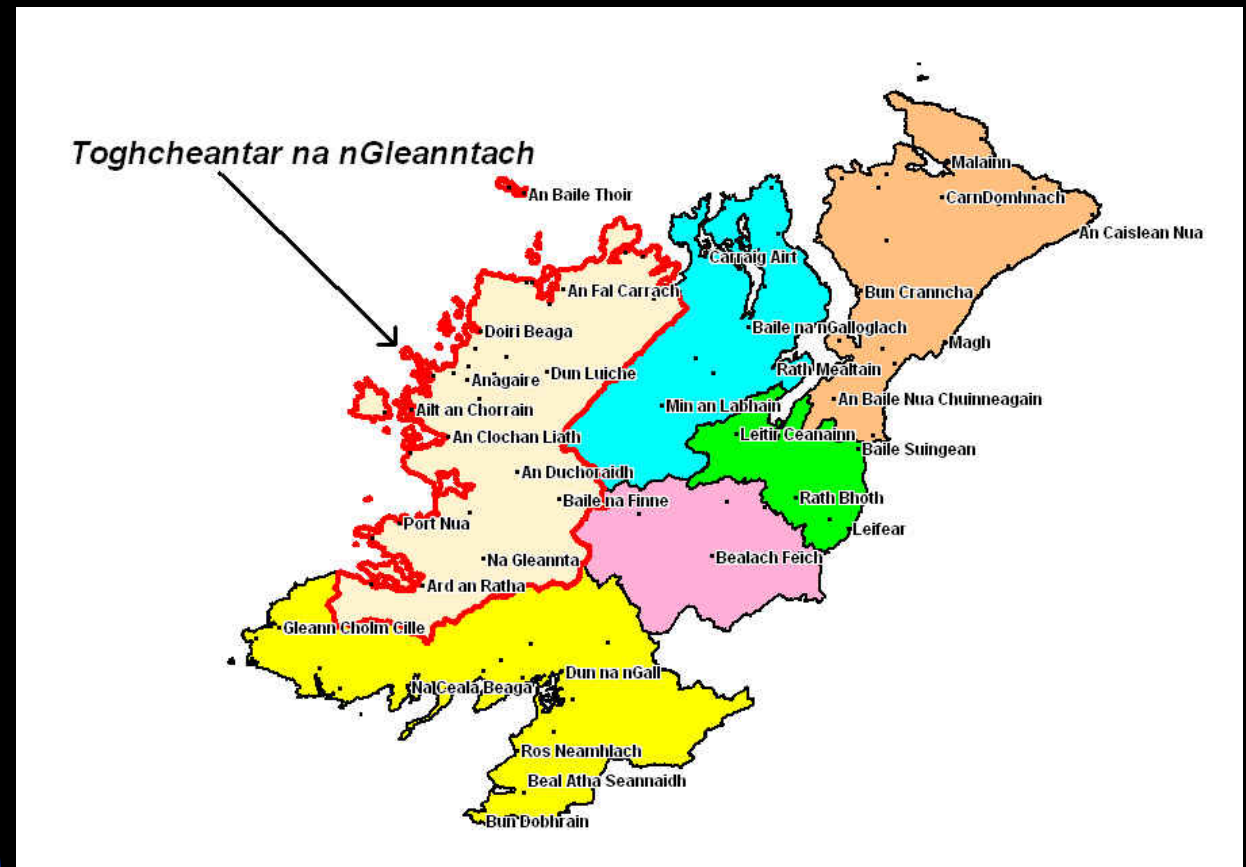 Toghcheantar na nGleanntach
Malainn
An Baile Thoir
CarnDomhnach
An Caislean Nua
Carraig Airt
An Fal Carrach
Bun Cranncha
Doiri Beaga
Baile na nGalloglach
Magh
Rath Mealtain
Dun Luiche
Anagaire
An Baile Nua Chuinneagain
Min an Labhain
Ailt an Chorrain
An Clochan Liath
Leitir Ceanainn
Baile Suingean
An Duchoraidh
Baile na Finne
Rath Bhoth
Port Nua
Leifear
Bealach Feich
Na Gleannta
Ard an Ratha
Gleann Cholm Cille
Dun na nGall
Na Ceala Beaga
Ros Neamhlach
Beal Atha Seannaidh
Bun Dobhrain